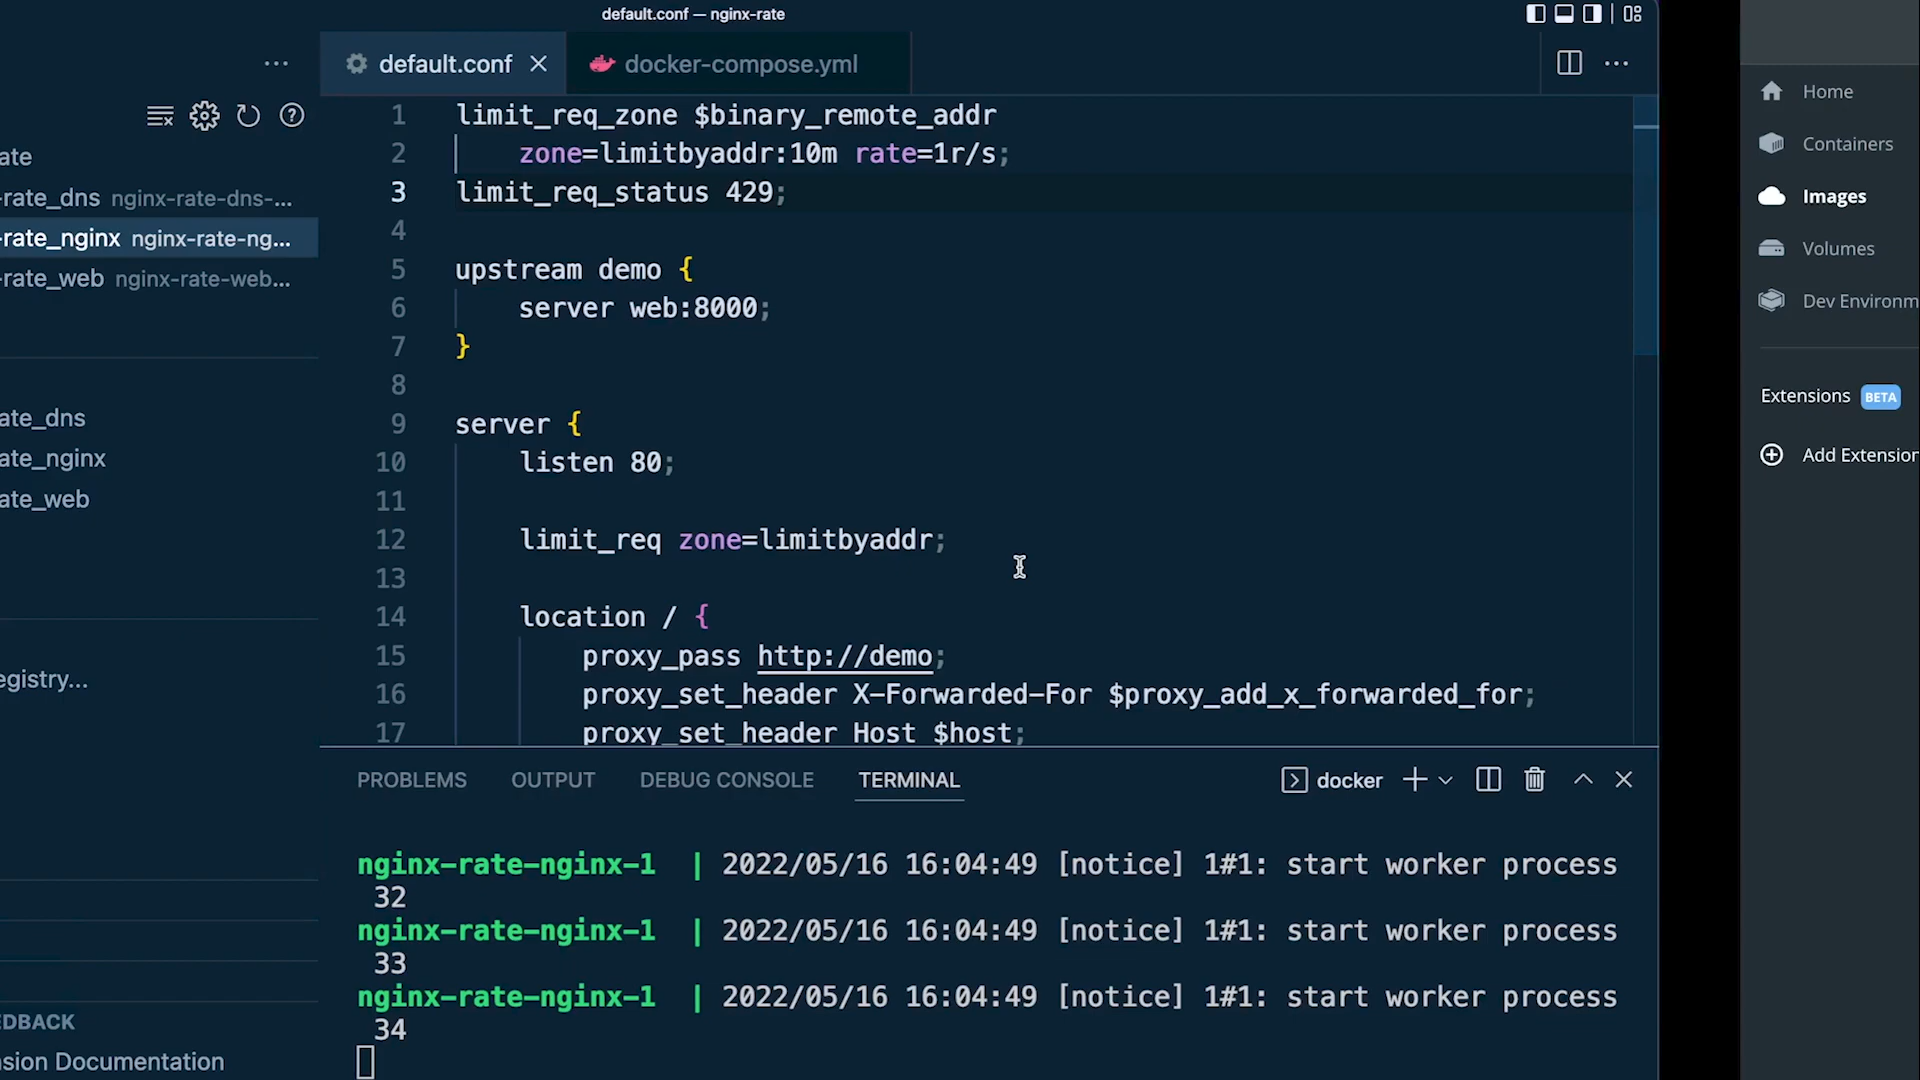 default.conf — nginx-rate
default.conf
docker-compose.yml
ate
-rate_dns nginx-rate-dns-...
-rate_nginx nginx-rate-ng...
-rate_web nginx-rate-web...
ate_dns
ate_nginx
ate_web
egistry...
EDBACK
nsion Documentation
1 limit_req_zone $binary_remote_addr
2 zone=limitbyaddr:10m rate=1r/s;
3 limit_req_status 429;
4
5 upstream demo {
6 server web:8000;
7 }
8
9 server {
10 listen 80;
11
12 limit_req zone=limitbyaddr;
13
14 location / {
15 proxy_pass http://demo;
16 proxy_set_header X-Forwarded-For $proxy_add_x_forwarded_for;
17 proxy_set_header Host $host;
PROBLEMS OUTPUT DEBUG CONSOLE TERMINAL
docker
nginx-rate-nginx-1 | 2022/05/16 16:04:49 [notice] 1#1: start worker process
32
nginx-rate-nginx-1 | 2022/05/16 16:04:49 [notice] 1#1: start worker process
33
nginx-rate-nginx-1 | 2022/05/16 16:04:49 [notice] 1#1: start worker process
34
Home
Containers
Images
Volumes
Dev Environm
Extensions BETA
Add Extension